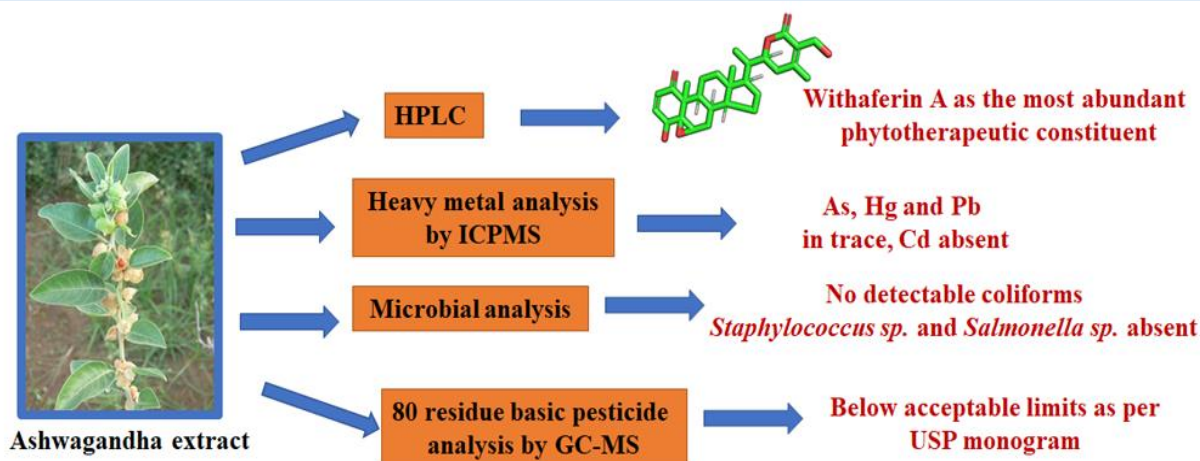 HPLC
Withaferin A as the most abundant
phytotherapeutic constituent
Heavy metal analysis
by ICPMS
As, Hg and Pb
in trace, Cd absent
Microbial analysis
No detectable coliforms
Staphylococcus sp. and Salmonella sp. absent
80 residue basic pesticide
analysis by GC-MS
Below acceptable limits as per
USP monogram
Ashwagandha extract